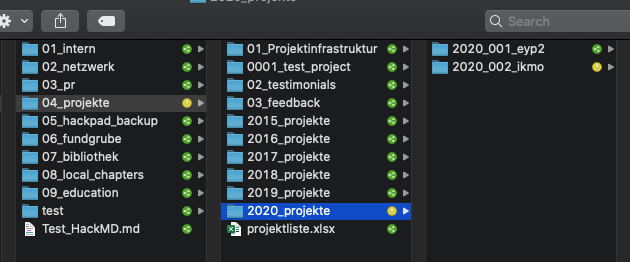 2020_projekte
Search
01_intern
02_netzwerk
03_pr
04_projekte
05_hackpad_backup
06_fundgrube
07_bibliothek
08_local_chapters
09_education
test
Test_HackMD.md
01_Projektinfrastruktur
0001_test_project
02_testimonials
03_feedback
2015_projekte
2016_projekte
2017_projekte
2018_projekte
2019_projekte
2020_projekte
projektliste.xlsx
2020_001_eyp2
2020_002_ikmo